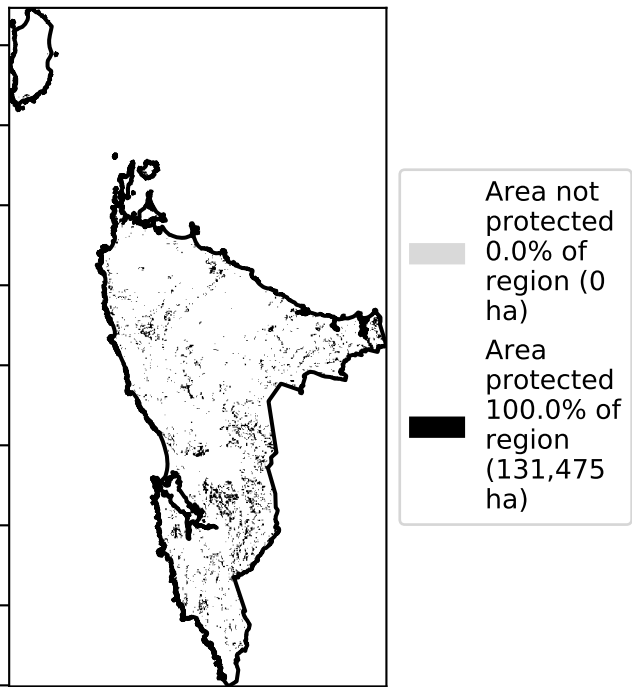 Area not
protected
0.0% of
region (0
ha)
Area
protected
100.0% of
region
(131,475
ha)